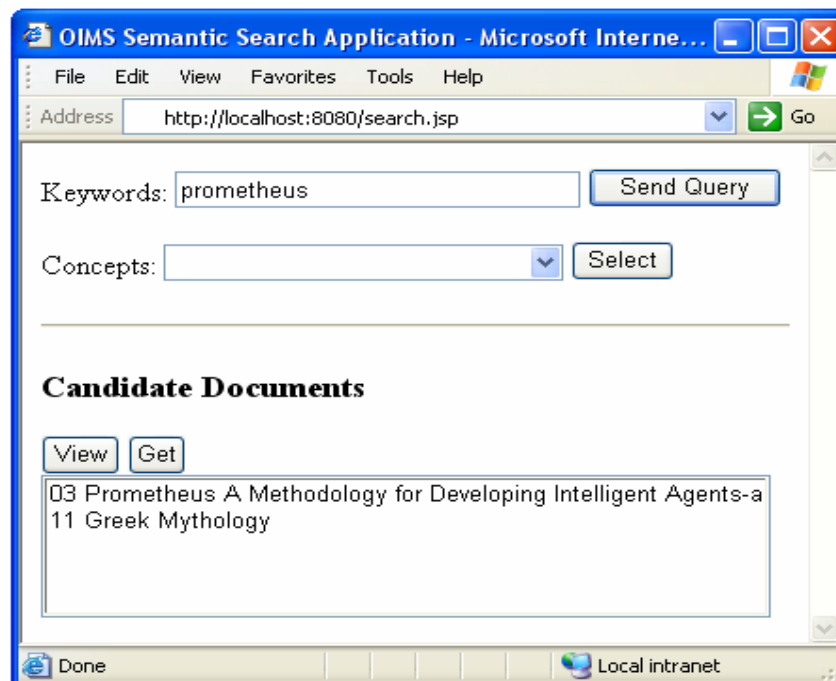 OIMS Semantic Search Application - Microsoft Interne...
File Edit View Favorites Tools Help
Address http://localhost:8080/search.jsp Go
Keywords: prometheus Send Query
Concepts: Select
Candidate Documents
View Get
03 Prometheus A Methodology for Developing Intelligent Agents-a
11 Greek Mythology
Done Local intranet